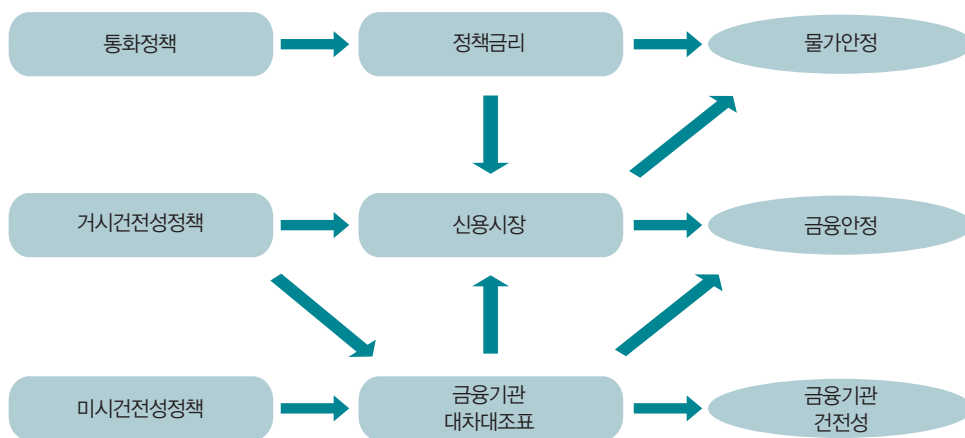 통화정책
정책금리
물가안정
거시건전성정책
신용시장
금융안정
미시건전성정책
금융기관
대차대조표
금융기관
건전성